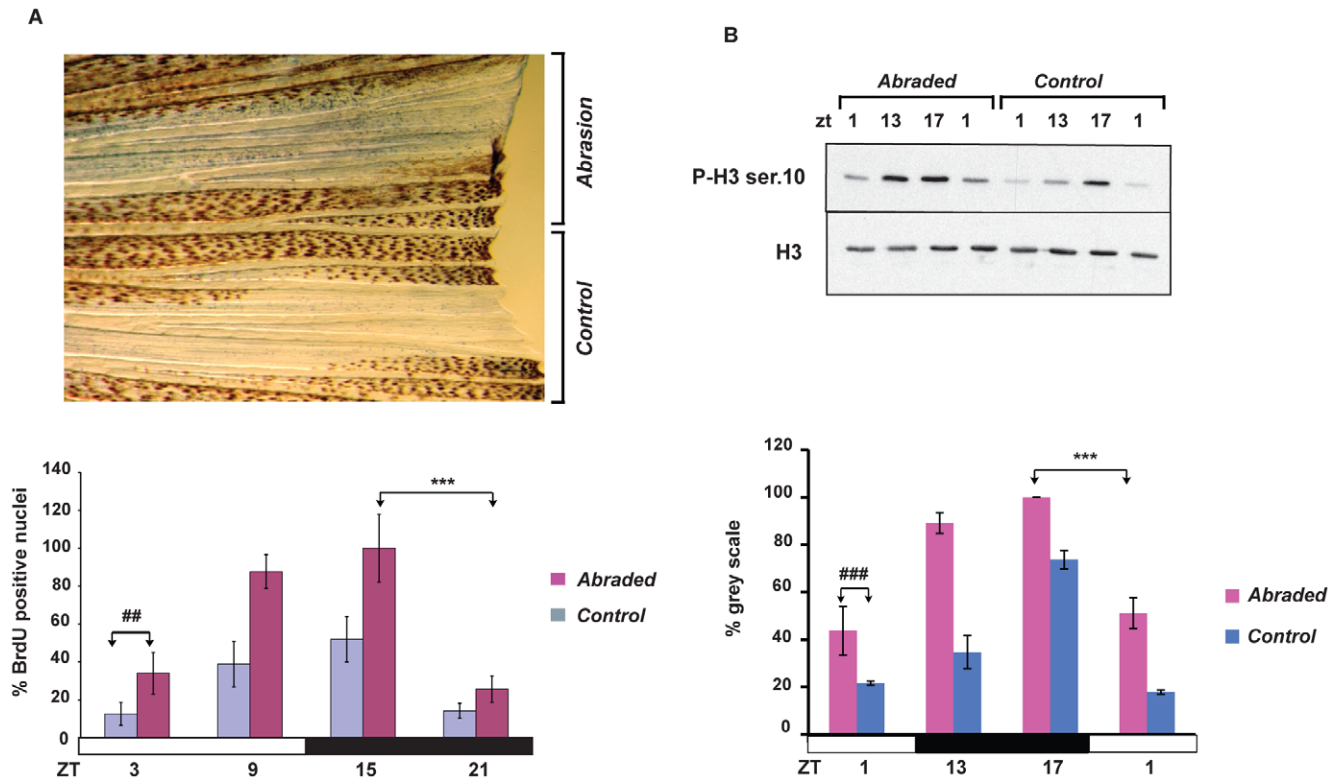 A
Abrasion
Control
% BrdU positive nuclei
140
120
100
80
60
40
20
0
##
***
Abraded
Control
ZT 3 9 15 21
B
Abraded Control
zt 1 13 17 1 1 13 17 1
P-H3 ser.10
H3
% grey scale
120
100
80
60
40
20
0
###
***
Abraded
Control
ZT 1 13 17 1